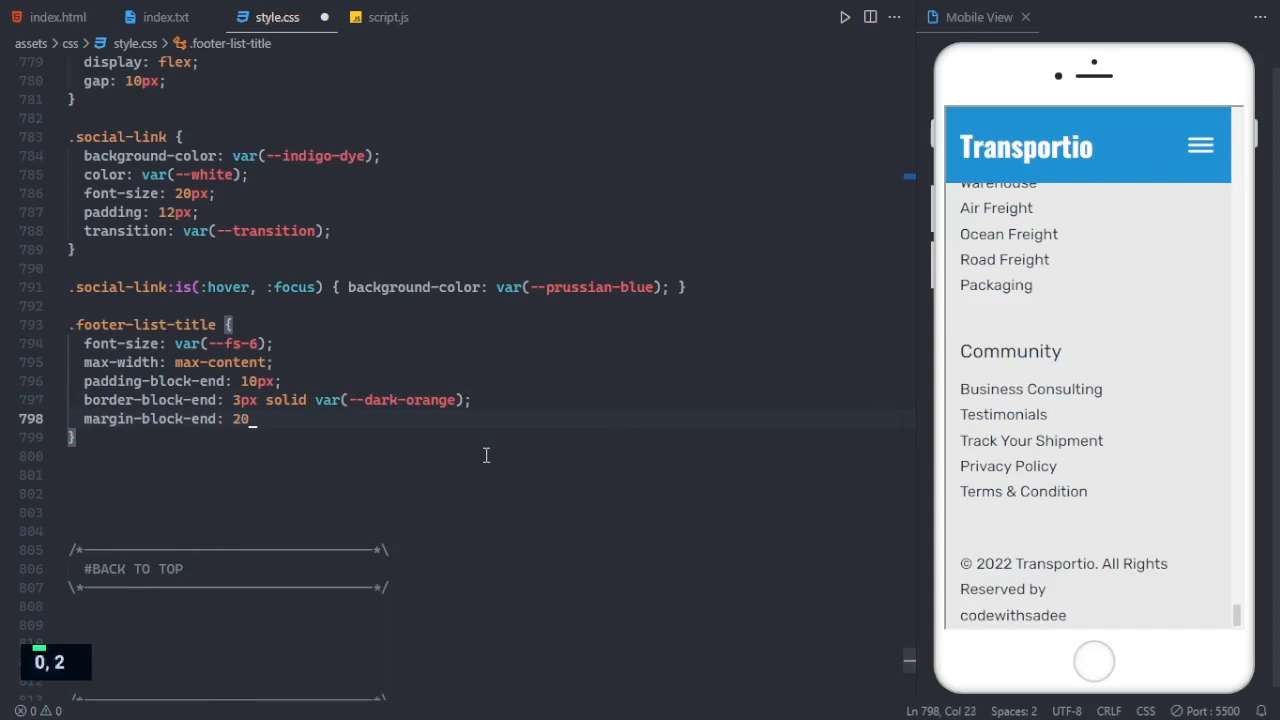 index.html index.txt style.css script.js
assets > css > style.css > .footer-list-title
779 display: flex;
780 gap: 10px;
781 }
782
783 .social-link {
784 background-color: var(--indigo-dye);
785 color: var(--white);
786 font-size: 20px;
787 padding: 12px;
788 transition: var(--transition);
789 }
790
791 .social-link:is(:hover, :focus) { background-color: var(--prussian-blue); }
792
793 .footer-list-title {
794 font-size: var(--fs-6);
795 max-width: max-content;
796 padding-block-end: 10px;
797 border-block-end: 3px solid var(--dark-orange);
798 margin-block-end: 20
799 }
800
801
802
803
804
805 /*-----------------------------------*\
806 #BACK TO TOP
807 \*-----------------------------------*/
808
809
0, 2
0 0
Mobile View
Transportio
Warehouse
Air Freight
Ocean Freight
Road Freight
Packaging
Community
Business Consulting
Testimonials
Track Your Shipment
Privacy Policy
Terms & Condition
© 2022 Transportio. All Rights
Reserved by
codewithsadee
Ln 798, Col 23 Spaces: 2 UTF-8 CRLF CSS Port : 5500